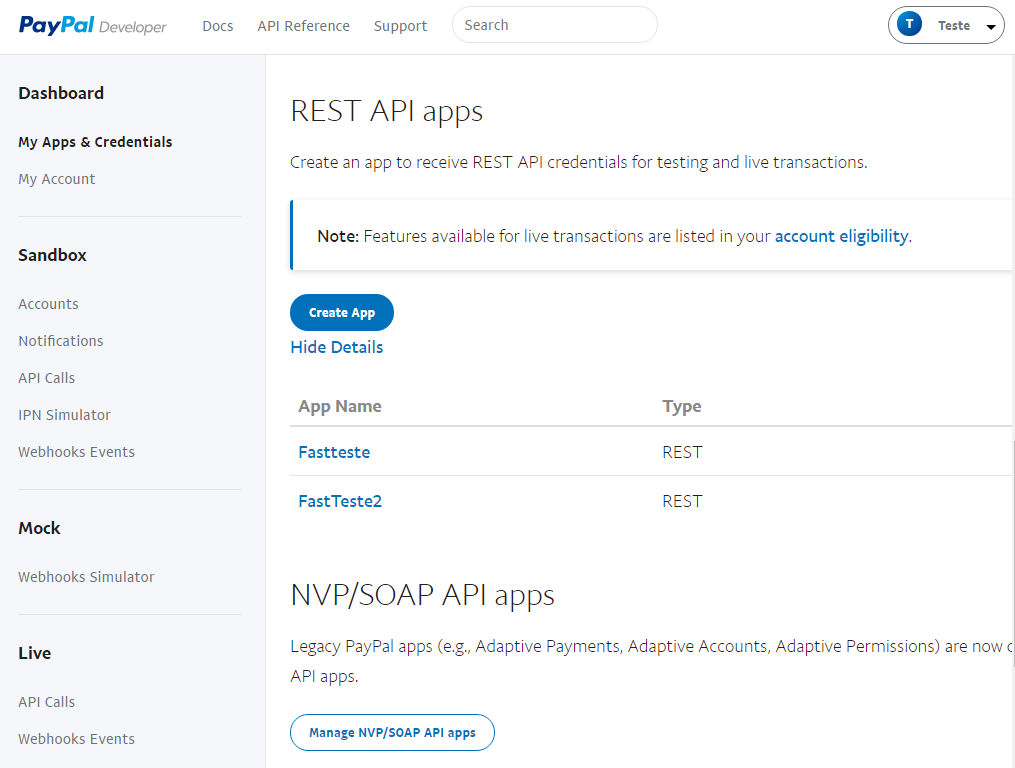 PayPal Developer
Docs
API Reference
Support
Search
T
Teste
Dashboard
My Apps & Credentials
My Account
Sandbox
Accounts
Notifications
API Calls
IPN Simulator
Webhooks Events
Mock
Webhooks Simulator
Live
API Calls
Webhooks Events
REST API apps
Create an app to receive REST API credentials for testing and live transactions.
Note: Features available for live transactions are listed in your account eligibility.
Create App
Hide Details
App Name Type
Fastteste REST
FastTeste2 REST
NVP/SOAP API apps
Legacy PayPal apps (e.g., Adaptive Payments, Adaptive Accounts, Adaptive Permissions) are now
API apps.
Manage NVP/SOAP API apps